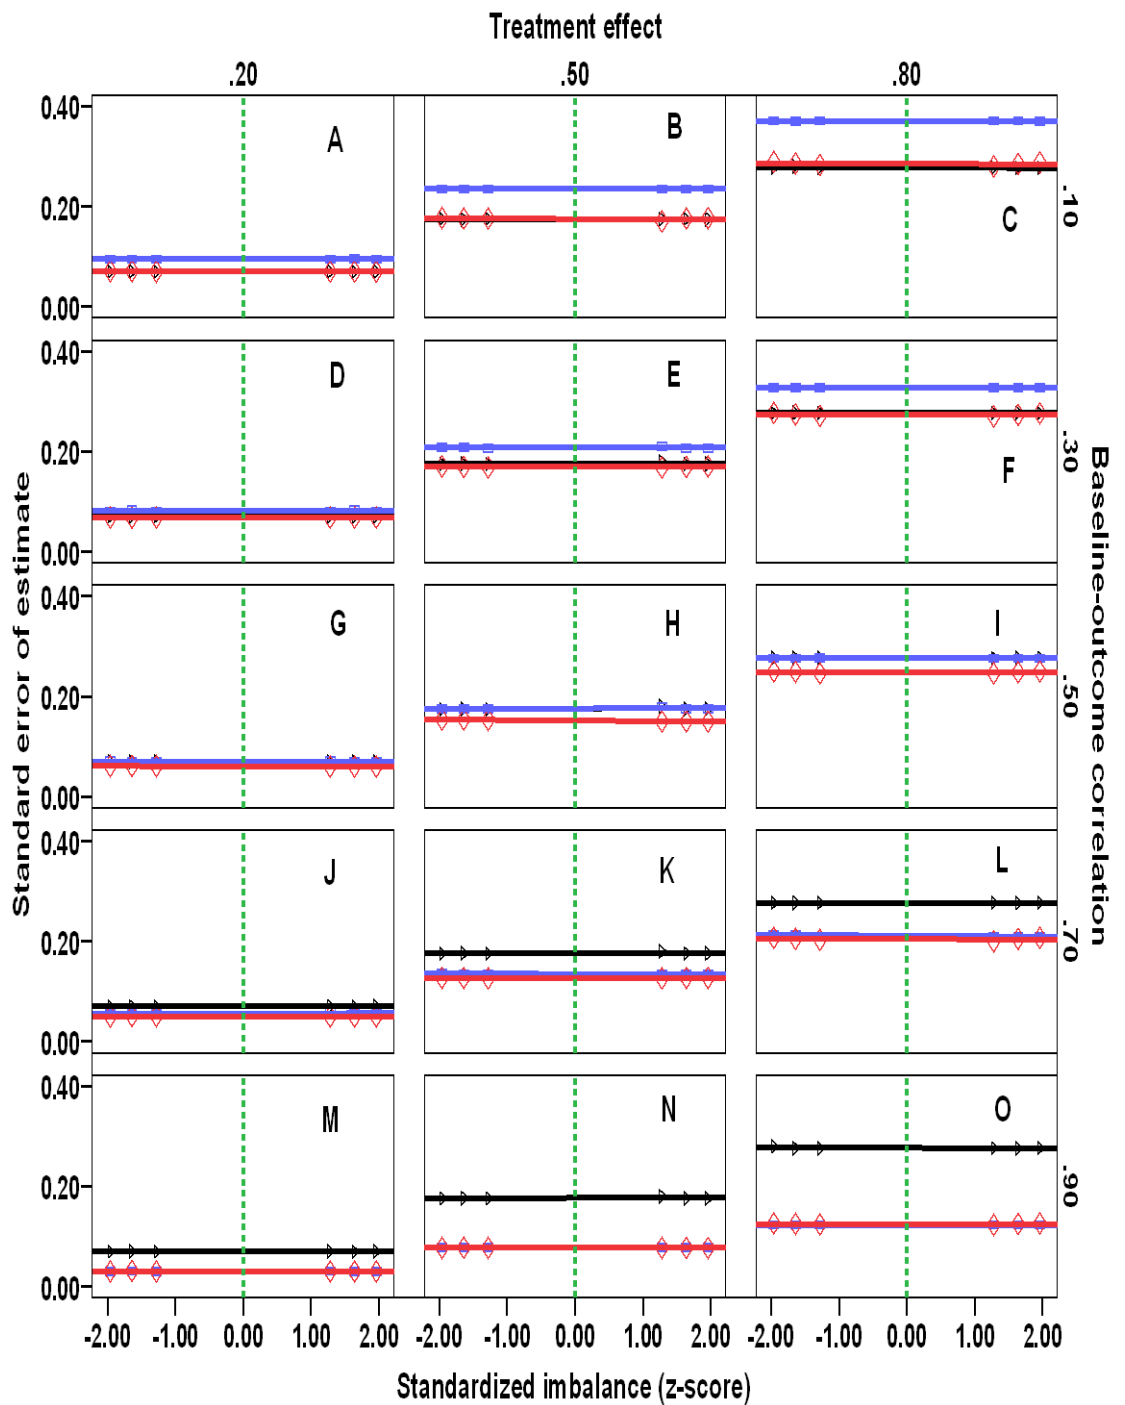 Treatment effect
.20 .50 .80
0.40
0.20
0.00
A
B
C
.10
0.40
0.20
0.00
D
E
F
.30
0.40
0.20
0.00
G
H
I
.50
0.40
0.20
0.00
J
K
L
.70
0.40
0.20
0.00
M
N
O
.90
Standard error of estimate
Baseline-outcome correlation
-2.00 -1.00 0.00 1.00 2.00 -2.00 -1.00 0.00 1.00 2.00 -2.00 -1.00 0.00 1.00 2.00
Standardized imbalance (z-score)